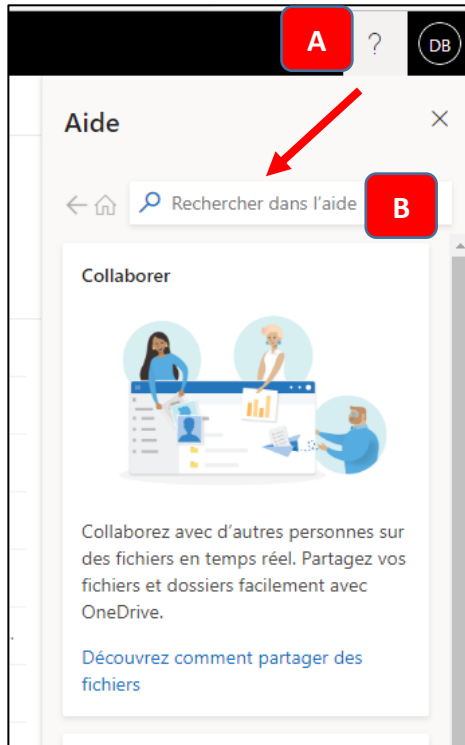 A ? DB
Aide
Rechercher dans l'aide B
Collaborer
Collaborez avec d'autres personnes sur
des fichiers en temps réel. Partagez vos
fichiers et dossiers facilement avec
OneDrive.
Découvrez comment partager des
fichiers